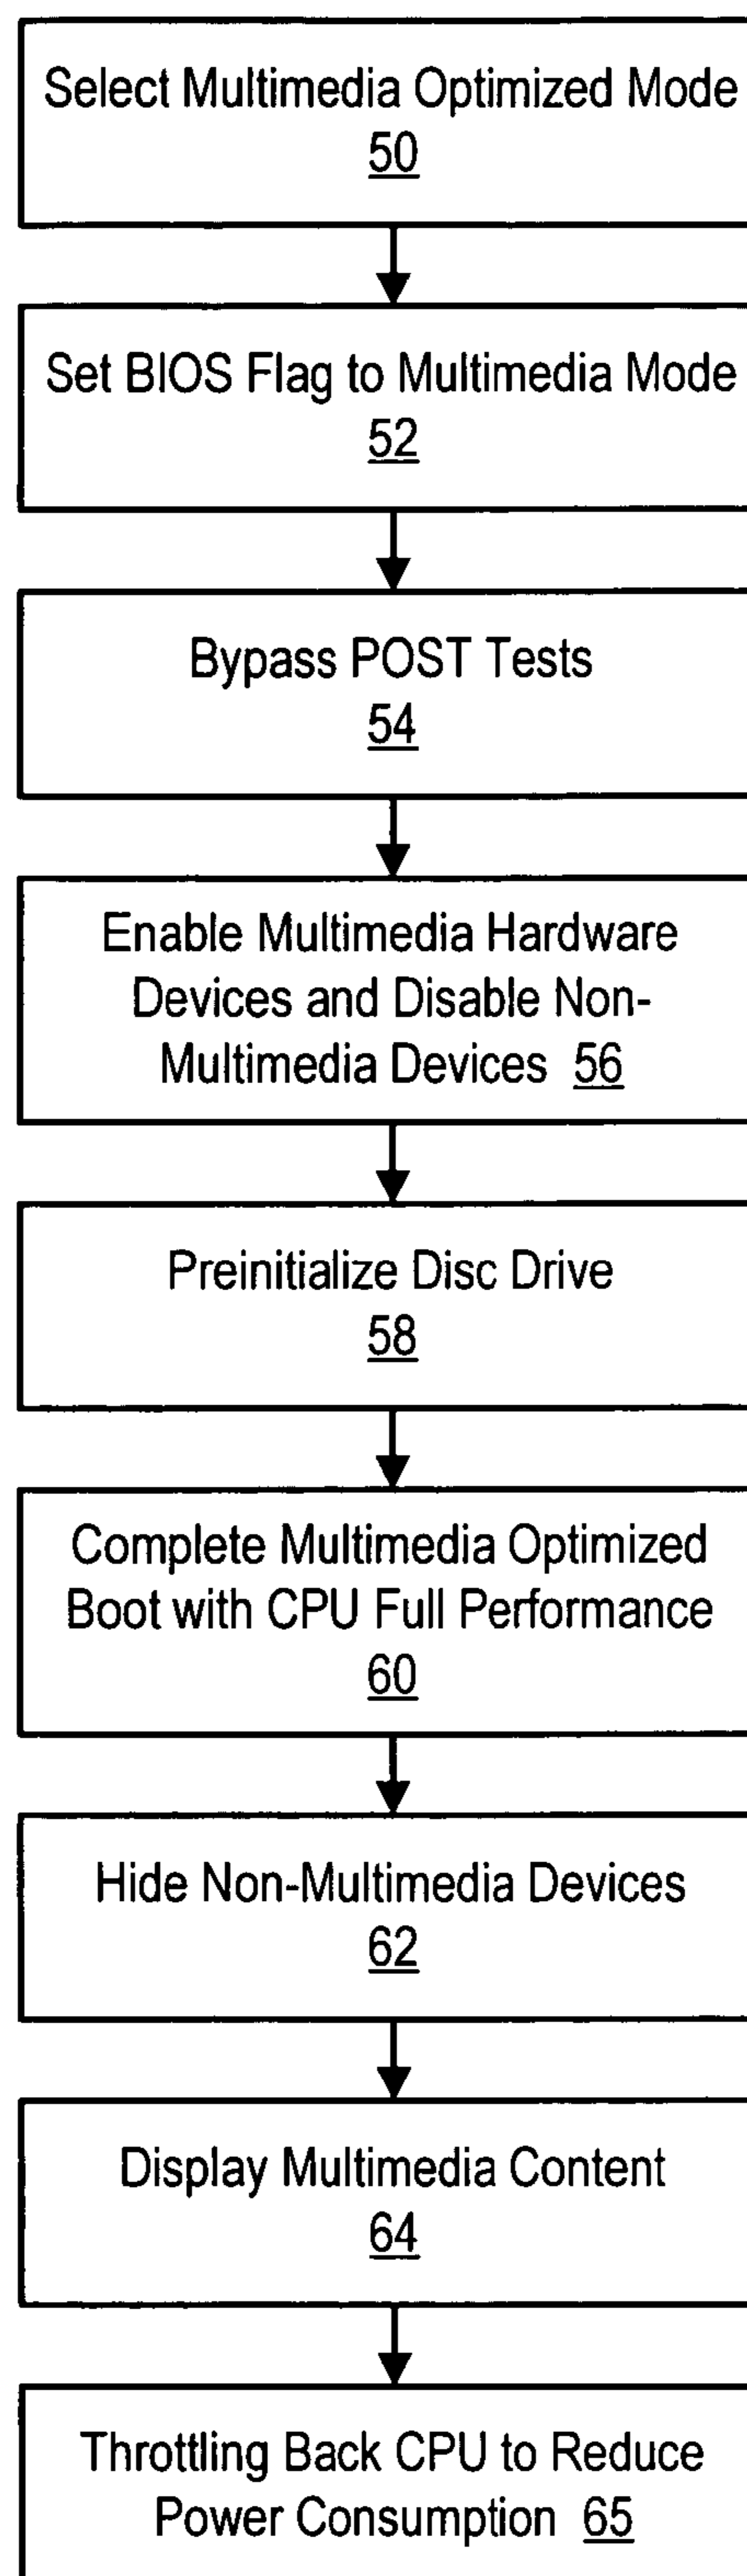 Select Multimedia Optimized Mode
50
Set BIOS Flag to Multimedia Mode
52
Bypass POST Tests
54
Enable Multimedia Hardware
Devices and Disable Non-
Multimedia Devices 56
Preinitialize Disc Drive
58
Complete Multimedia Optimized
Boot with CPU Full Performance
60
Hide Non-Multimedia Devices
62
Display Multimedia Content
64
Throttling Back CPU to Reduce
Power Consumption 65